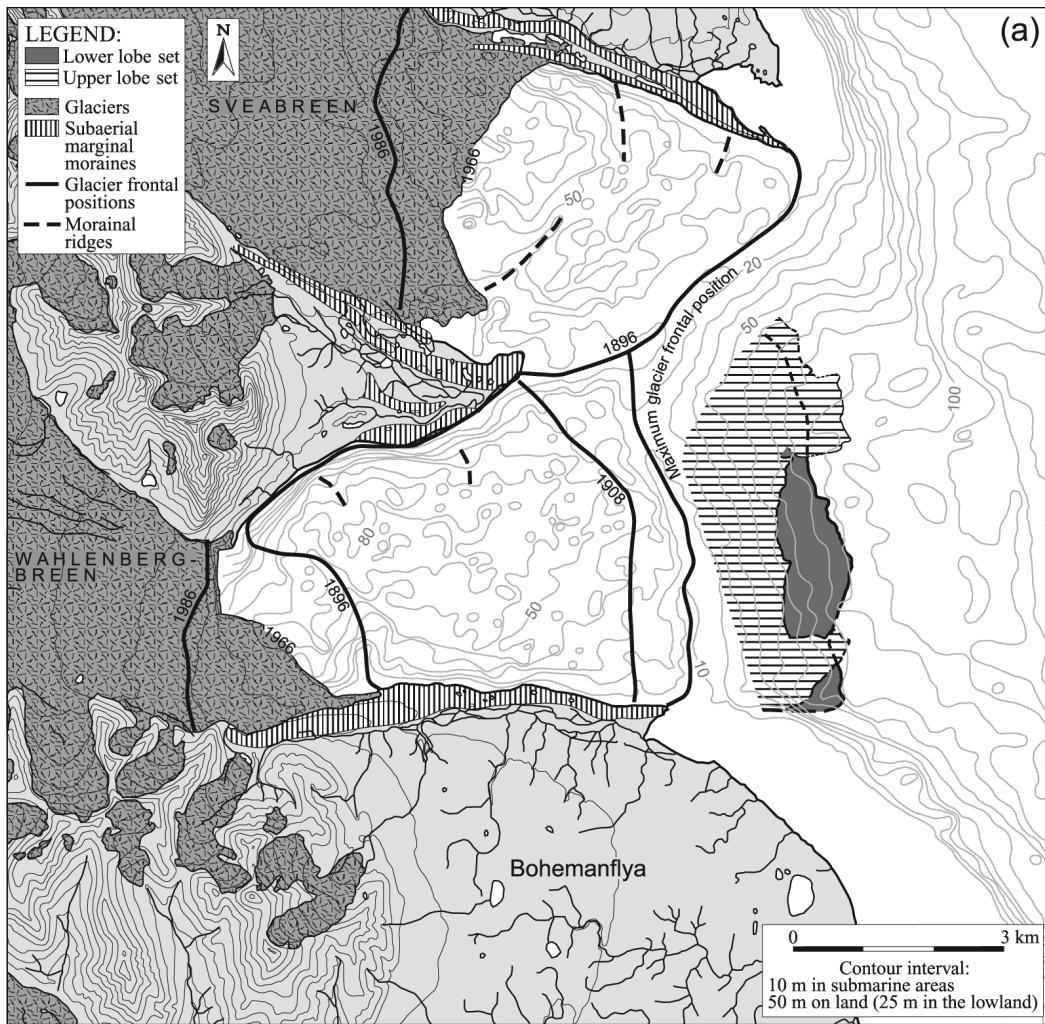 (a)
LEGEND:
Lower lobe set
Upper lobe set
Glaciers
Subaerial
marginal
moraines
Glacier frontal
positions
Morainal
ridges
N
SVEABREEN
1986
1966
50
20
Maximum glacier frontal position
1896
50
100
1908
80
WAHLENBERG-
BREEN
1986
1896
50
1966
10
Bohemanflya
0 3 km
Contour interval:
10 m in submarine areas
50 m on land (25 m in the lowland)